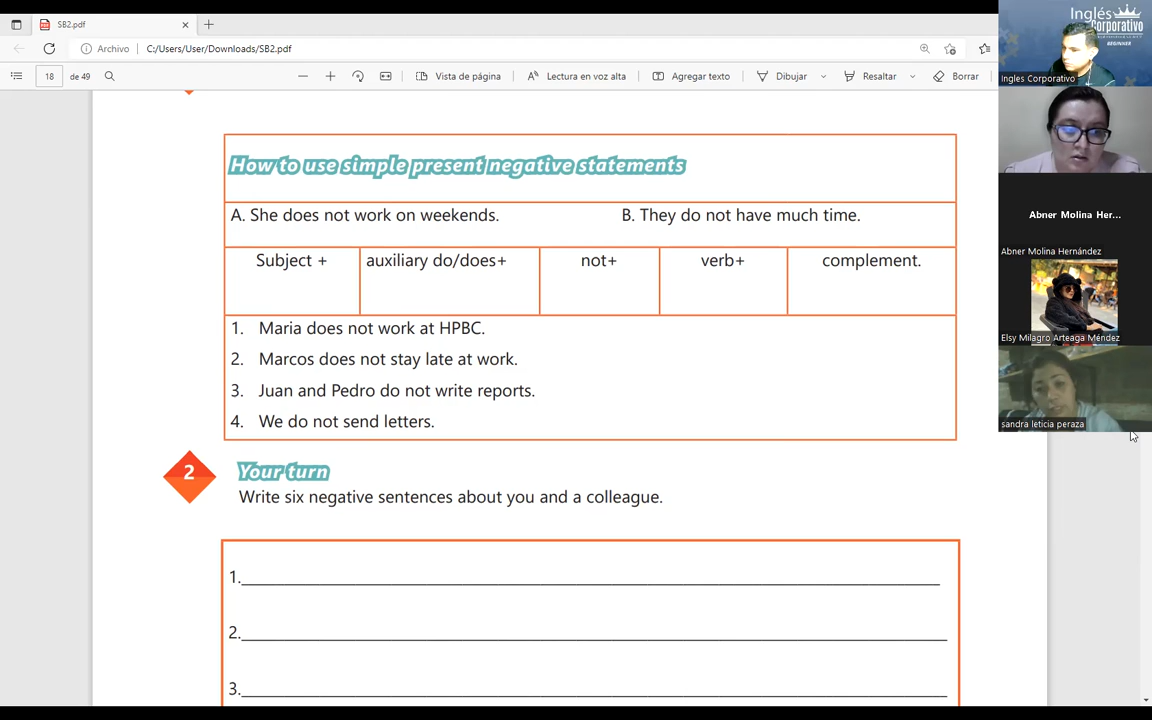 SB2.pdf
Archivo
C:/Users/User/Downloads/SB2.pdf
18
de 49
Vista de página
Lectura en voz alta
Agregar texto
Dibujar
Resaltar
Borrar
How to use simple present negative statements
A. She does not work on weekends.
B. They do not have much time.
Subject +
auxiliary do/does+
not+
verb+
complement.
1. Maria does not work at HPBC.
2. Marcos does not stay late at work.
3. Juan and Pedro do not write reports.
4. We do not send letters.
2
Your turn
Write six negative sentences about you and a colleague.
1.
2.
3.
Inglés
Corporativo
BEGINNER
Ingles Corporativo
Abner Molina Her...
Abner Molina Hernández
Elsy Milagro Arteaga Méndez
sandra leticia peraza